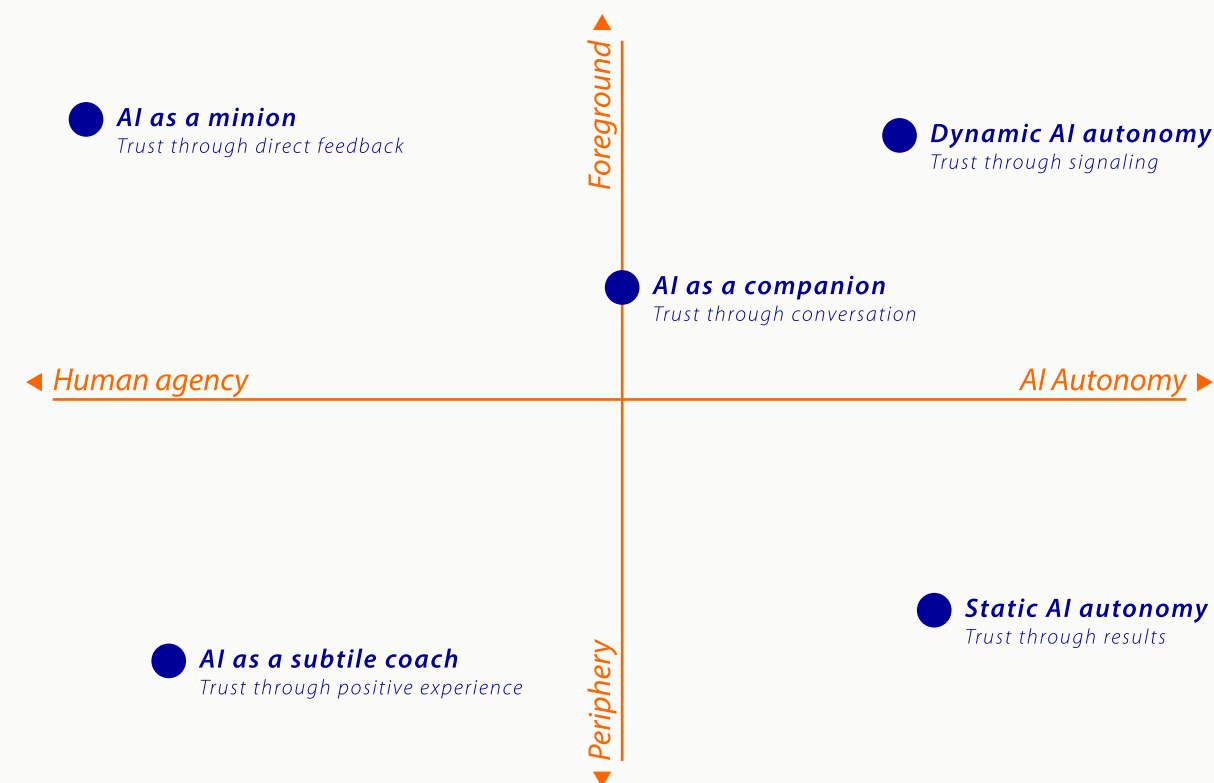 Foreground
AI as a minion
Trust through direct feedback
Dynamic AI autonomy
Trust through signaling
AI as a companion
Trust through conversation
Human agency
AI Autonomy
Static AI autonomy
Trust through results
AI as a subtile coach
Trust through positive experience
Periphery